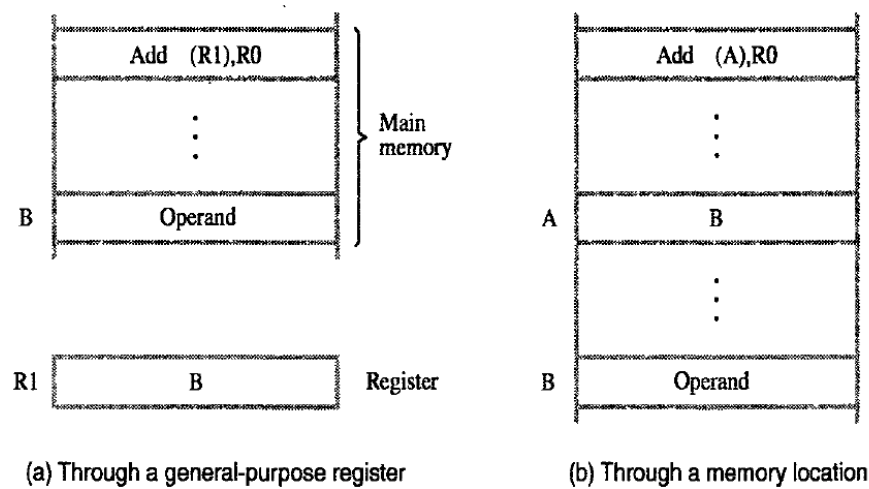 Add (R1),R0
Main
memory
B Operand
R1 B Register
(a) Through a general-purpose register
Add (A),R0
A B
B Operand
(b) Through a memory location